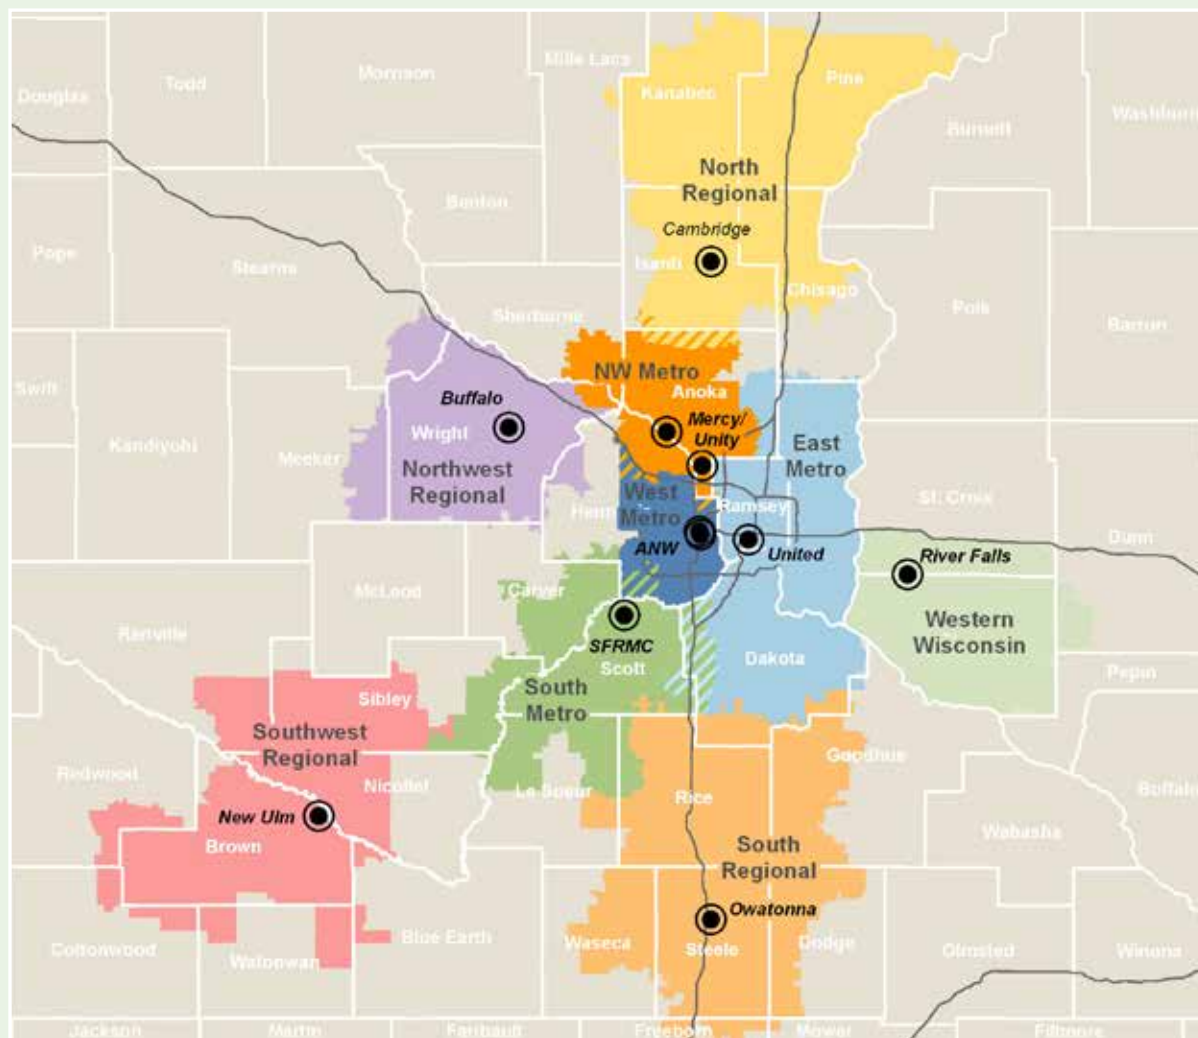 Mille Lacs
Morrison
Todd
Pine
Douglas
Kanabec
Washburn
Burnett
North
Regional
Benton
Cambridge
Pope
Isanti
Stearns
Chisago
Polk
Sherburne
Barron
NW Metro
Swift
Anoka
Buffalo
Mercy/
Unity
Wright
Kandiyohi
East
Metro
Meeker
Northwest
Regional
West
Metro
St. Croix
Ramsey
Henn
Dunn
ANW
United
River Falls
Carver
McLeod
Western
Wisconsin
Renville
SFRMC
Scott
Dakota
Pepin
South
Metro
Sibley
Southwest
Regional
Goodhue
Redwood
Nicollet
Le Sueur
Buffalo
Rice
New Ulm
Wabasha
Brown
South
Regional
Owatonna
Blue Earth
Waseca
Steele
Dodge
Cottonwood
Watonwan
Olmsted
Winona
Jackson
Martin
Faribault
Freeborn
Mower
Fillmore